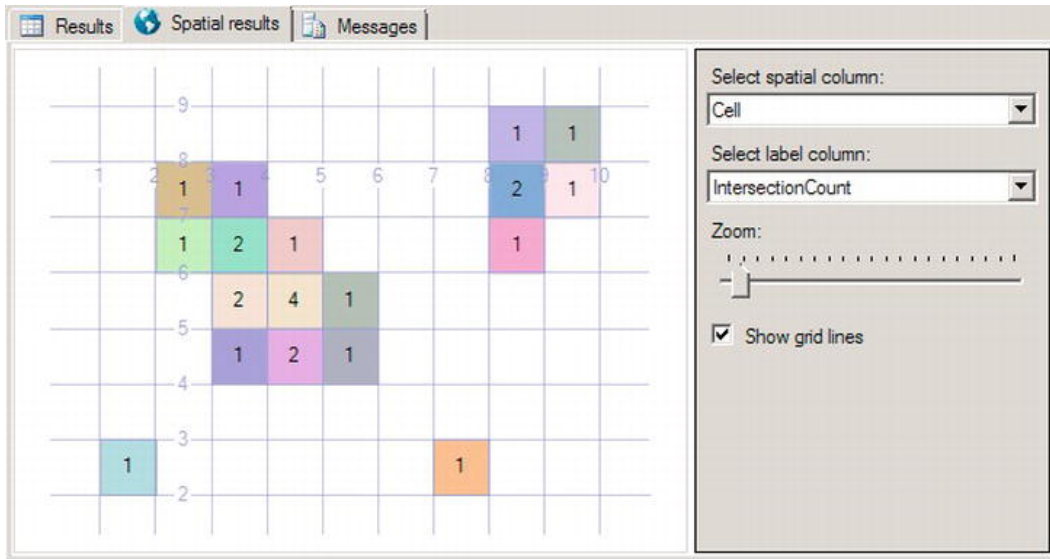 Results Spatial results Messages
Select spatial column:
Cell
Select label column:
IntersectionCount
Zoom:
Show grid lines
9
1 1
8
1 2 3 5 6 7 8 10
1 1 2 1
7
1 2 1 1
6
2 4 1
5
1 2 1
4
3
1 1
2